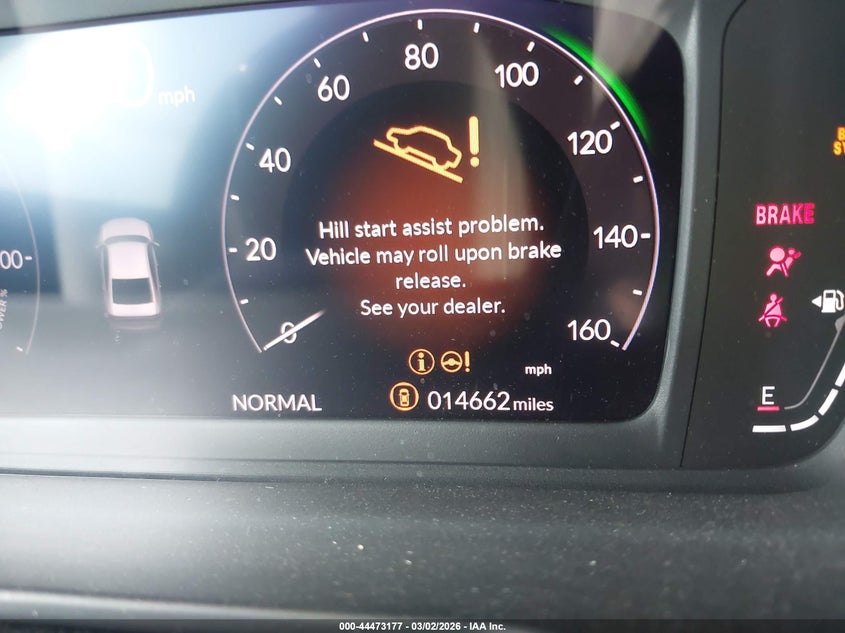 mph
80
60
100
40
120
20
140
0
160
Hill start assist problem.
Vehicle may roll upon brake
release.
See your dealer.
mph
NORMAL
014662 miles
BRAKE
E
000-44473177 - 03/02/2026 - IAA Inc.